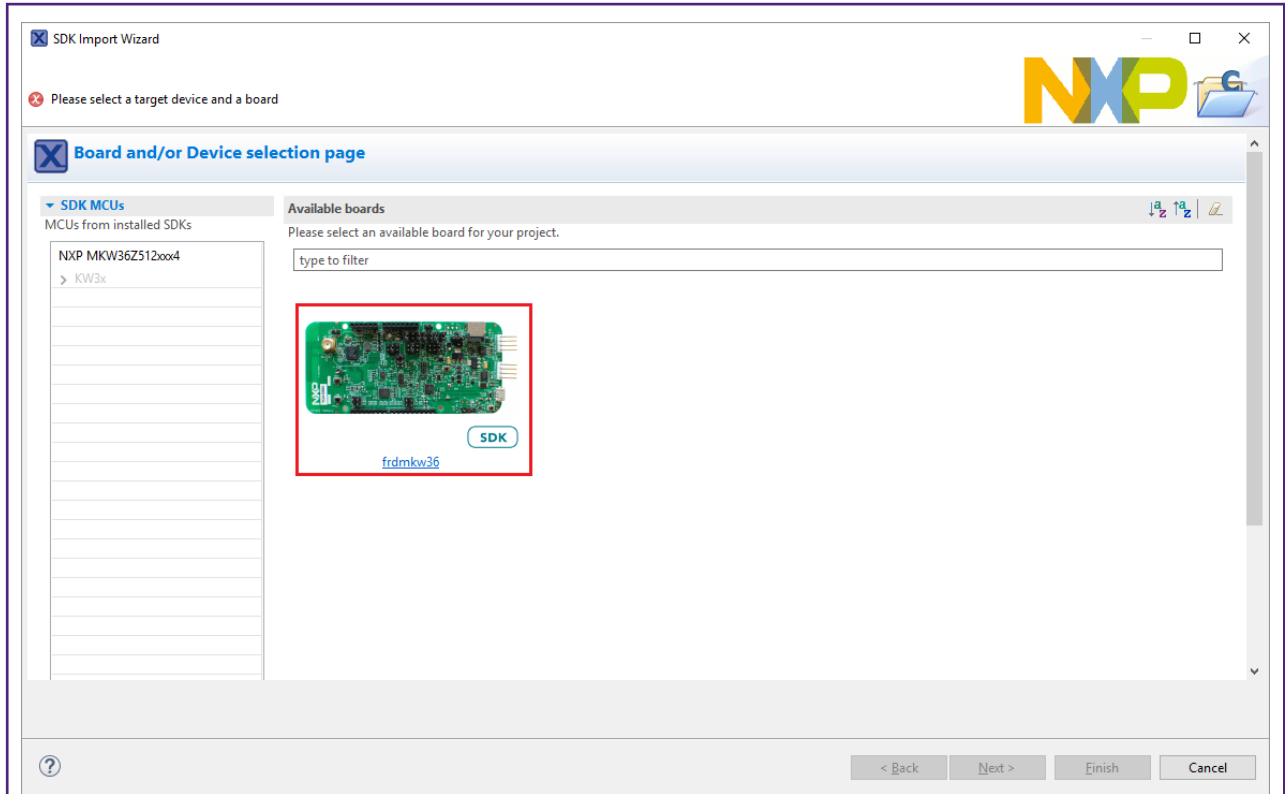 SDK Import Wizard
Please select a target device and a board
NXP
Board and/or Device selection page
SDK MCUs
MCUs from installed SDKs
NXP MKW36Z512xxx4
KW3x
Available boards
Please select an available board for your project.
type to filter
NXP
SDK
frdmkw36
< Back Next > Finish Cancel